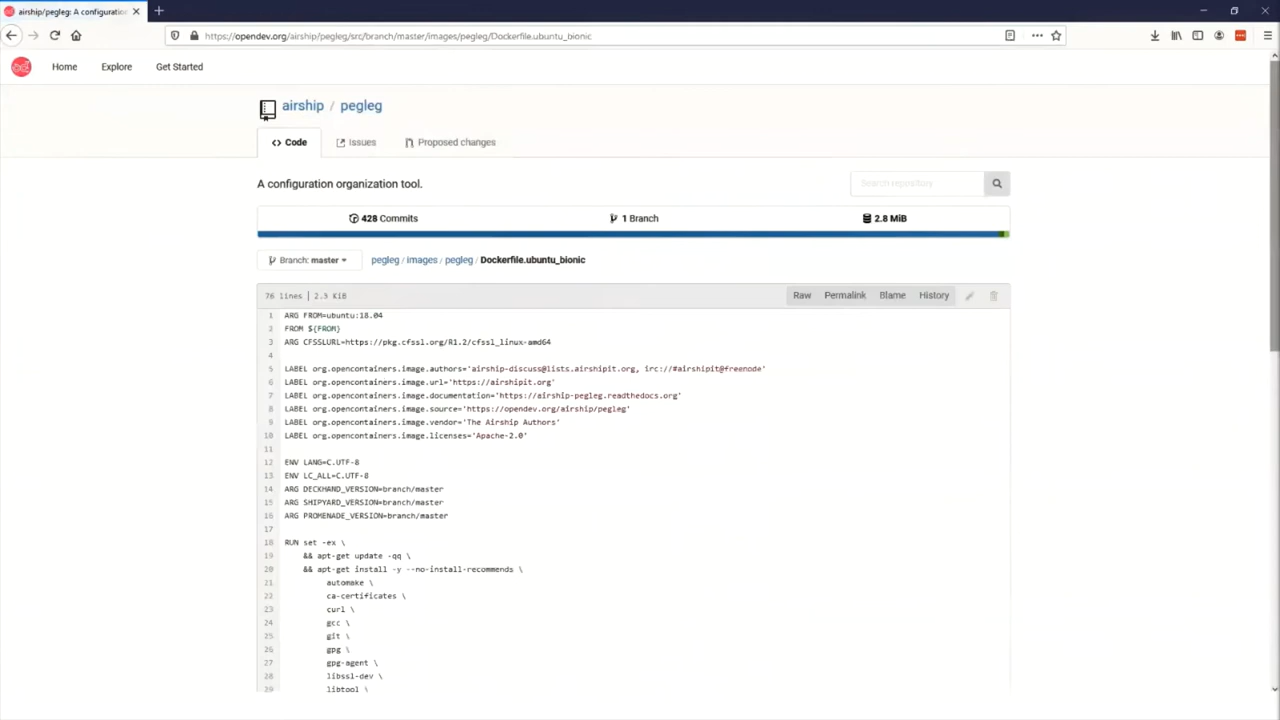 airship/pegleg: A configuratio
https://opendev.org/airship/pegleg/src/branch/master/images/pegleg/Dockerfile.ubuntu_bionic
Home Explore Get Started
airship / pegleg
Code Issues Proposed changes
A configuration organization tool.
Search repository
428 Commits 1 Branch 2.8 MiB
Branch: master pegleg / images / pegleg / Dockerfile.ubuntu_bionic
76 lines | 2.3 KiB Raw Permalink Blame History
1 ARG FROM=ubuntu:18.04
2 FROM ${FROM}
3 ARG CFSSLURL=https://pkg.cfssl.org/R1.2/cfssl_linux-amd64
4
5 LABEL org.opencontainers.image.authors='airship-discuss@lists.airshipit.org, irc://#airshipit@freenode'
6 LABEL org.opencontainers.image.url='https://airshipit.org'
7 LABEL org.opencontainers.image.documentation='https://airship-pegleg.readthedocs.org'
8 LABEL org.opencontainers.image.source='https://opendev.org/airship/pegleg'
9 LABEL org.opencontainers.image.vendor='The Airship Authors'
10 LABEL org.opencontainers.image.licenses='Apache-2.0'
11
12 ENV LANG=C.UTF-8
13 ENV LC_ALL=C.UTF-8
14 ARG DECKHAND_VERSION=branch/master
15 ARG SHIPYARD_VERSION=branch/master
16 ARG PROMENADE_VERSION=branch/master
17
18 RUN set -ex \
19 && apt-get update -qq \
20 && apt-get install -y --no-install-recommends \
21 automake \
22 ca-certificates \
23 curl \
24 gcc \
25 git \
26 gpg \
27 gpg-agent \
28 libssl-dev \
29 libtool \